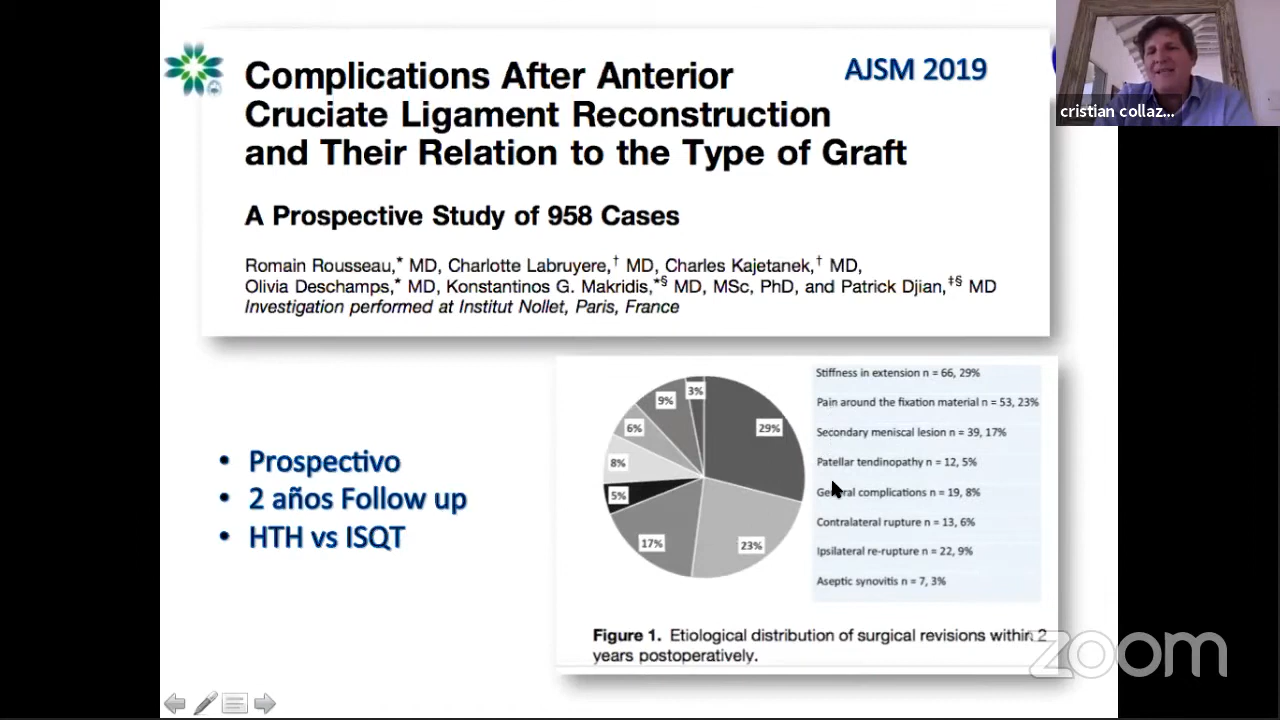 Complications After Anterior
Cruciate Ligament Reconstruction
and Their Relation to the Type of Graft
AJSM 2019
A Prospective Study of 958 Cases
Romain Rousseau,* MD, Charlotte Labruyere,† MD, Charles Kajetanek,† MD,
Olivia Deschamps,* MD, Konstantinos G. Makridis,*§ MD, MSc, PhD, and Patrick Djian,‡§ MD
Investigation performed at Institut Nollet, Paris, France
cristian collaz...
• Prospectivo
• 2 años Follow up
• HTH vs ISQT
3%
9%
29%
6%
8%
5%
17%
23%
Stiffness in extension n = 66, 29%
Pain around the fixation material n = 53, 23%
Secondary meniscal lesion n = 39, 17%
Patellar tendinopathy n = 12, 5%
General complications n = 19, 8%
Contralateral rupture n = 13, 6%
Ipsilateral re-rupture n = 22, 9%
Aseptic synovitis n = 7, 3%
Figure 1. Etiological distribution of surgical revisions within 2
years postoperatively.
zoom